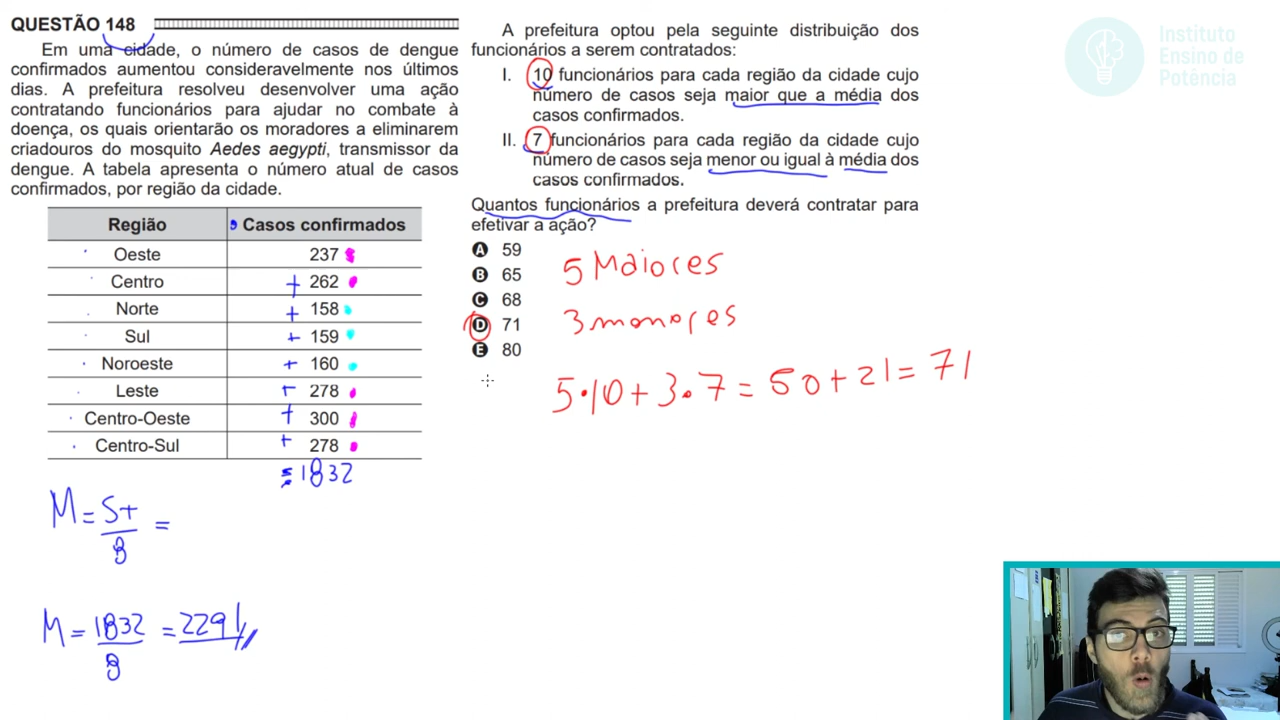 QUESTÃO 148
Em uma cidade, o número de casos de dengue
confirmados aumentou consideravelmente nos últimos
dias. A prefeitura resolveu desenvolver uma ação
contratando funcionários para ajudar no combate à
doença, os quais orientarão os moradores a eliminarem
criadouros do mosquito Aedes aegypti, transmissor da
dengue. A tabela apresenta o número atual de casos
confirmados, por região da cidade.
Região Casos confirmados
Oeste 237
Centro + 262
Norte + 158
Sul + 159
Noroeste + 160
Leste + 278
Centro-Oeste + 300
Centro-Sul + 278
1832
M = St/8 =
M = 1832/8 = 229
A prefeitura optou pela seguinte distribuição dos
funcionários a serem contratados:
I. 10 funcionários para cada região da cidade cujo
número de casos seja maior que a média dos
casos confirmados.
II. 7 funcionários para cada região da cidade cujo
número de casos seja menor ou igual à média dos
casos confirmados.
Quantos funcionários a prefeitura deverá contratar para
efetivar a ação?
A 59
B 65
C 68
D 71
E 80
5 Maiores
3 menores
5·10 + 3·7 = 50 + 21 = 71
Instituto
Ensino de
Potência